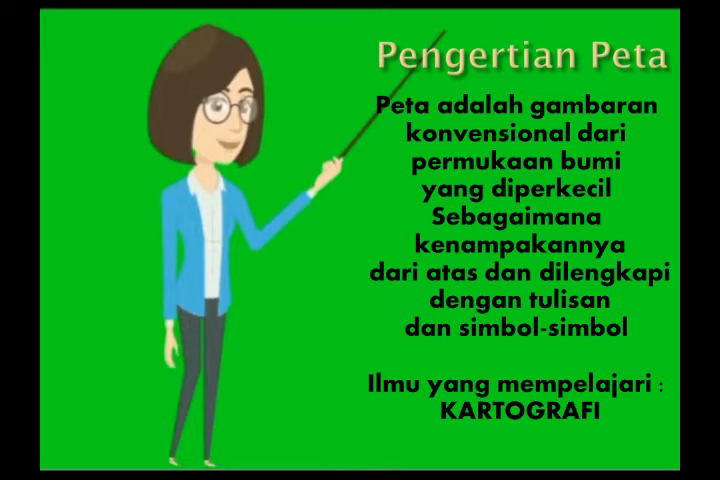 Pengertian Peta
Peta adalah gambaran
konvensional dari
permukaan bumi
yang diperkecil
Sebagaimana
kenampakannya
dari atas dan dilengkapi
dengan tulisan
dan simbol-simbol
Ilmu yang mempelajari :
KARTOGRAFI